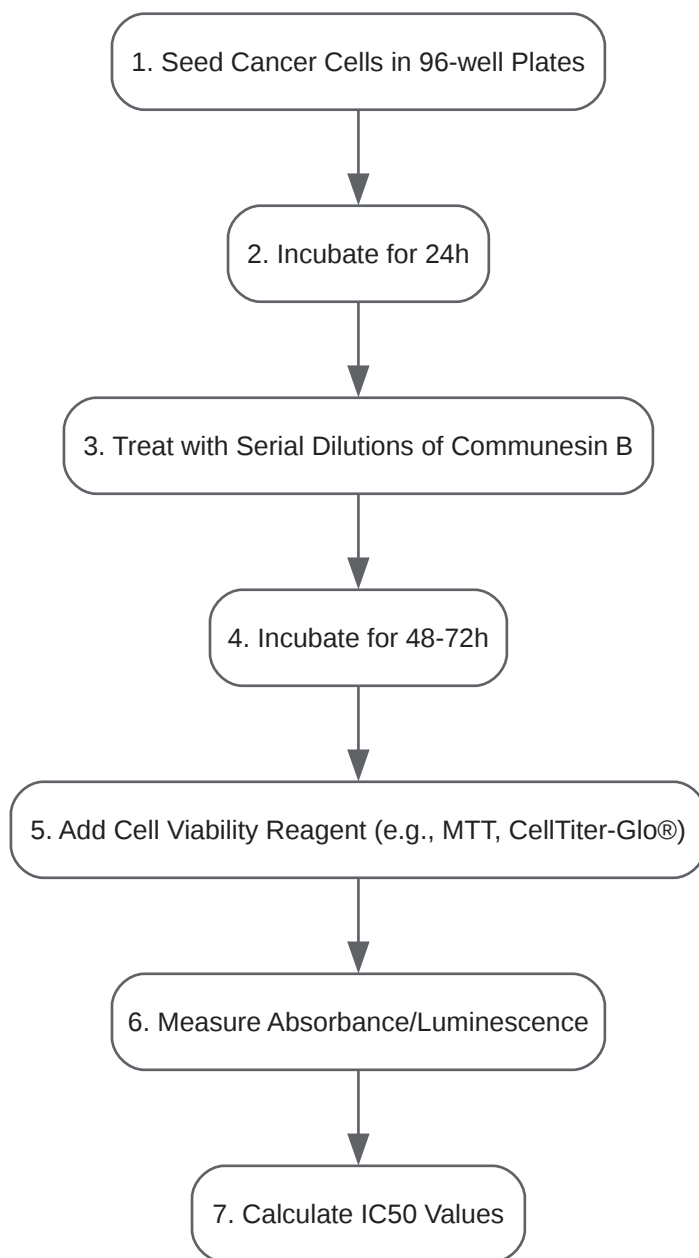 1. Seed Cancer Cells in 96-well Plates
2. Incubate for 24h
3. Treat with Serial Dilutions of Communesin B
4. Incubate for 48-72h
5. Add Cell Viability Reagent (e.g., MTT, CellTiter-Glo®)
6. Measure Absorbance/Luminescence
7. Calculate IC50 Values